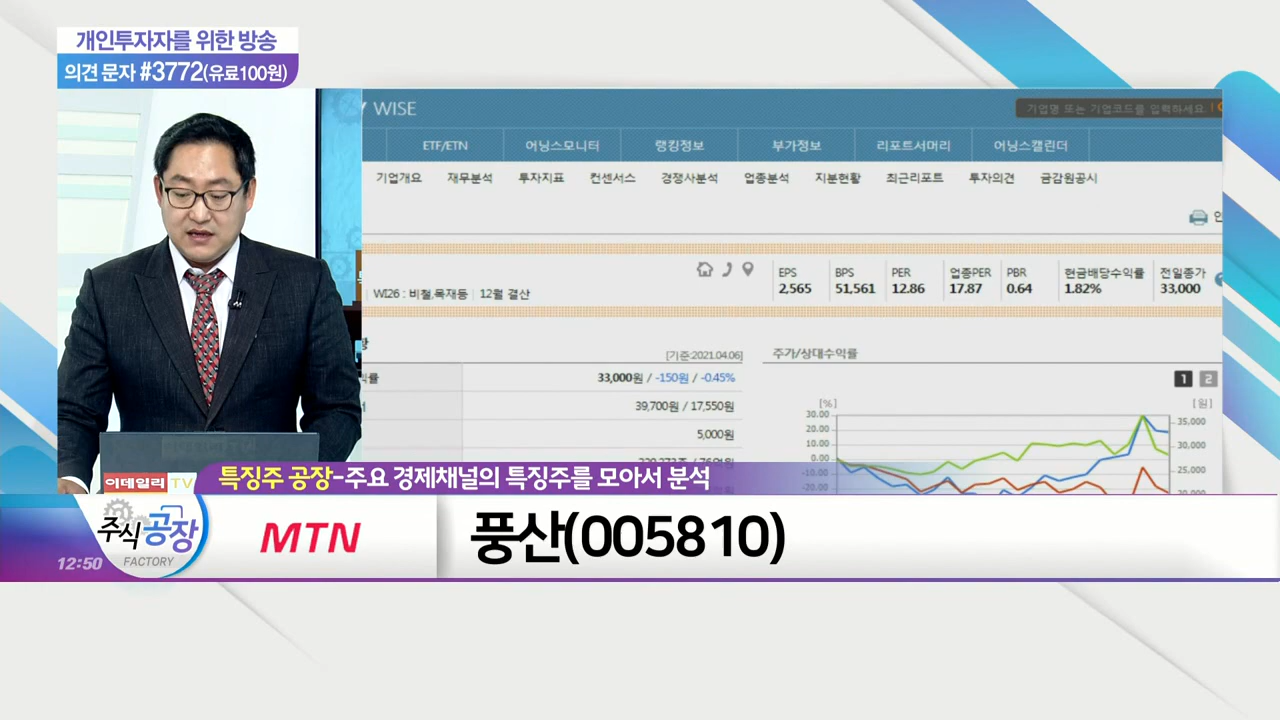 개인투자자를 위한 방송
의견 문자 #3772(유료100원)
WISE
기업명 또는 기업코드를 입력하세요
ETF/ETN 어닝스모니터 랭킹정보 부가정보 리포트서머리 어닝스캘린더
기업개요 재무분석 투자지표 컨센서스 경쟁사분석 업종분석 지분현황 최근리포트 투자의견 금감원공시
인
EPS BPS PER 업종PER PBR 현금배당수익률 전일종가
2,565 51,561 12.86 17.87 0.64 1.82% 33,000
WI26 : 비철,목재등 12월 결산
[기준:2021.04.06] 주가/상대수익률
33,000원 / -150원 / -0.45% 1 2
39,700원 / 17,550원
5,000원
[%] [원]
30.00 35,000
20.00
10.00 30,000
0.00
-10.00 25,000
-20.00
특징주 공장-주요 경제채널의 특징주를 모아서 분석
이데일리TV
주식공장
FACTORY
12:50
MTN
풍산(005810)